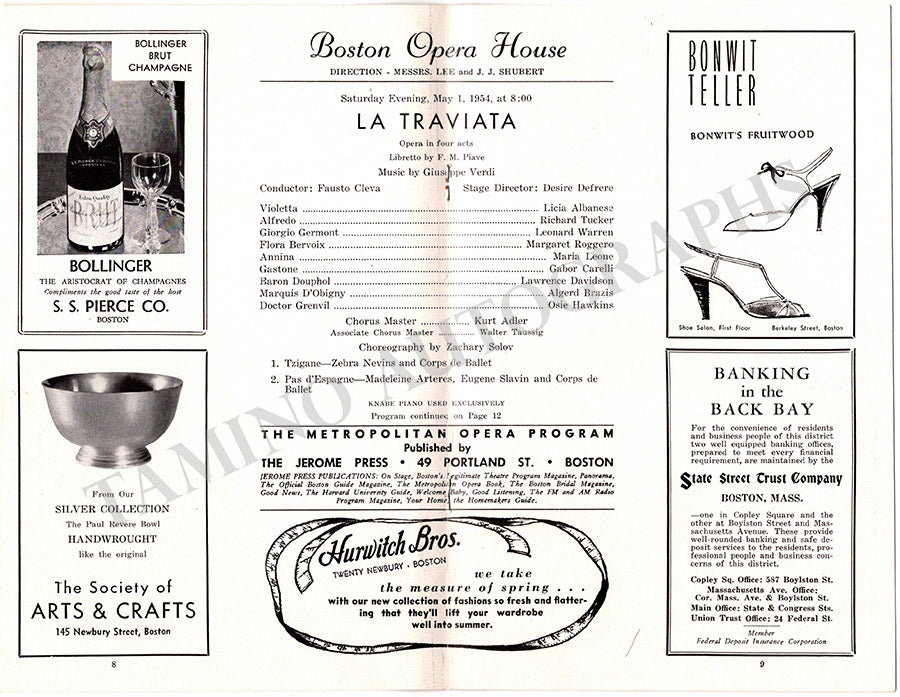 BOLLINGER
BRUT
CHAMPAGNE
Extra Quality
BRUT
BOLLINGER
THE ARISTOCRAT OF CHAMPAGNES
Compliments the good taste of the host
S. S. PIERCE CO.
BOSTON
From Our
SILVER COLLECTION
The Paul Revere Bowl
HANDWROUGHT
like the original
The Society of
ARTS & CRAFTS
145 Newbury Street, Boston
8
Boston Opera House
DIRECTION - MESSRS. LEE and J. J. SHUBERT
Saturday Evening, May 1, 1954, at 8:00
LA TRAVIATA
Opera in four acts
Libretto by F. M. Piave
Music by Giuseppe Verdi
Conductor: Fausto Cleva Stage Director: Desire Defrere
Violetta ........ Licia Albanese
Alfredo ........ Richard Tucker
Giorgio Germont ........ Leonard Warren
Flora Bervoix ........ Margaret Roggero
Annina ........ Maria Leone
Gastone ........ Gabor Carelli
Baron Douphol ........ Lawrence Davidson
Marquis D'Obigny ........ Algerd Brazis
Doctor Grenvil ........ Osie Hawkins
Chorus Master ........ Kurt Adler
Associate Chorus Master ........ Walter Taussig
Choreography by Zachary Solov
1. Tzigane—Zebra Nevins and Corps de Ballet
2. Pas d'Espagne—Madeleine Arteres, Eugene Slavin and Corps de
Ballet
KNABE PIANO USED EXCLUSIVELY
Program continued on Page 12
THE METROPOLITAN OPERA PROGRAM
Published by
THE JEROME PRESS • 49 PORTLAND ST. • BOSTON
JEROME PRESS PUBLICATIONS: On Stage, Boston's Legitimate Theatre Program Magazine, Panorama,
The Official Boston Guide Magazine, The Metropolitan Opera Book, The Boston Bridal Magazine,
Good News, The Harvard University Guide, Welcome Baby, Good Listening, The FM and AM Radio
Program Magazine, Your Home, the Homemakers Guide.
Hurwitch Bros.
TWENTY NEWBURY • BOSTON
we take
the measure of spring . . .
with our new collection of fashions so fresh and flatter-
ing that they'll lift your wardrobe
well into summer.
BONWIT
TELLER
BONWIT'S FRUITWOOD
Shoe Salon, First Floor Berkeley Street, Boston
BANKING
in the
BACK BAY
For the convenience of residents
and business people of this district
two well equipped banking offices,
prepared to meet every financial
requirement, are maintained by the
State Street Trust Company
BOSTON, MASS.
—one in Copley Square and the
other at Boylston Street and Mas-
sachusetts Avenue. These provide
well-rounded banking and safe de-
posit services to the residents, pro-
fessional people and business con-
cerns of this district.
Copley Sq. Office: 587 Boylston St.
Massachusetts Ave. Office:
Cor. Mass. Ave. & Boylston St.
Main Office: State & Congress Sts.
Union Trust Office: 24 Federal St.
Member
Federal Deposit Insurance Corporation
9
TAMINO AUTOGRAPHS